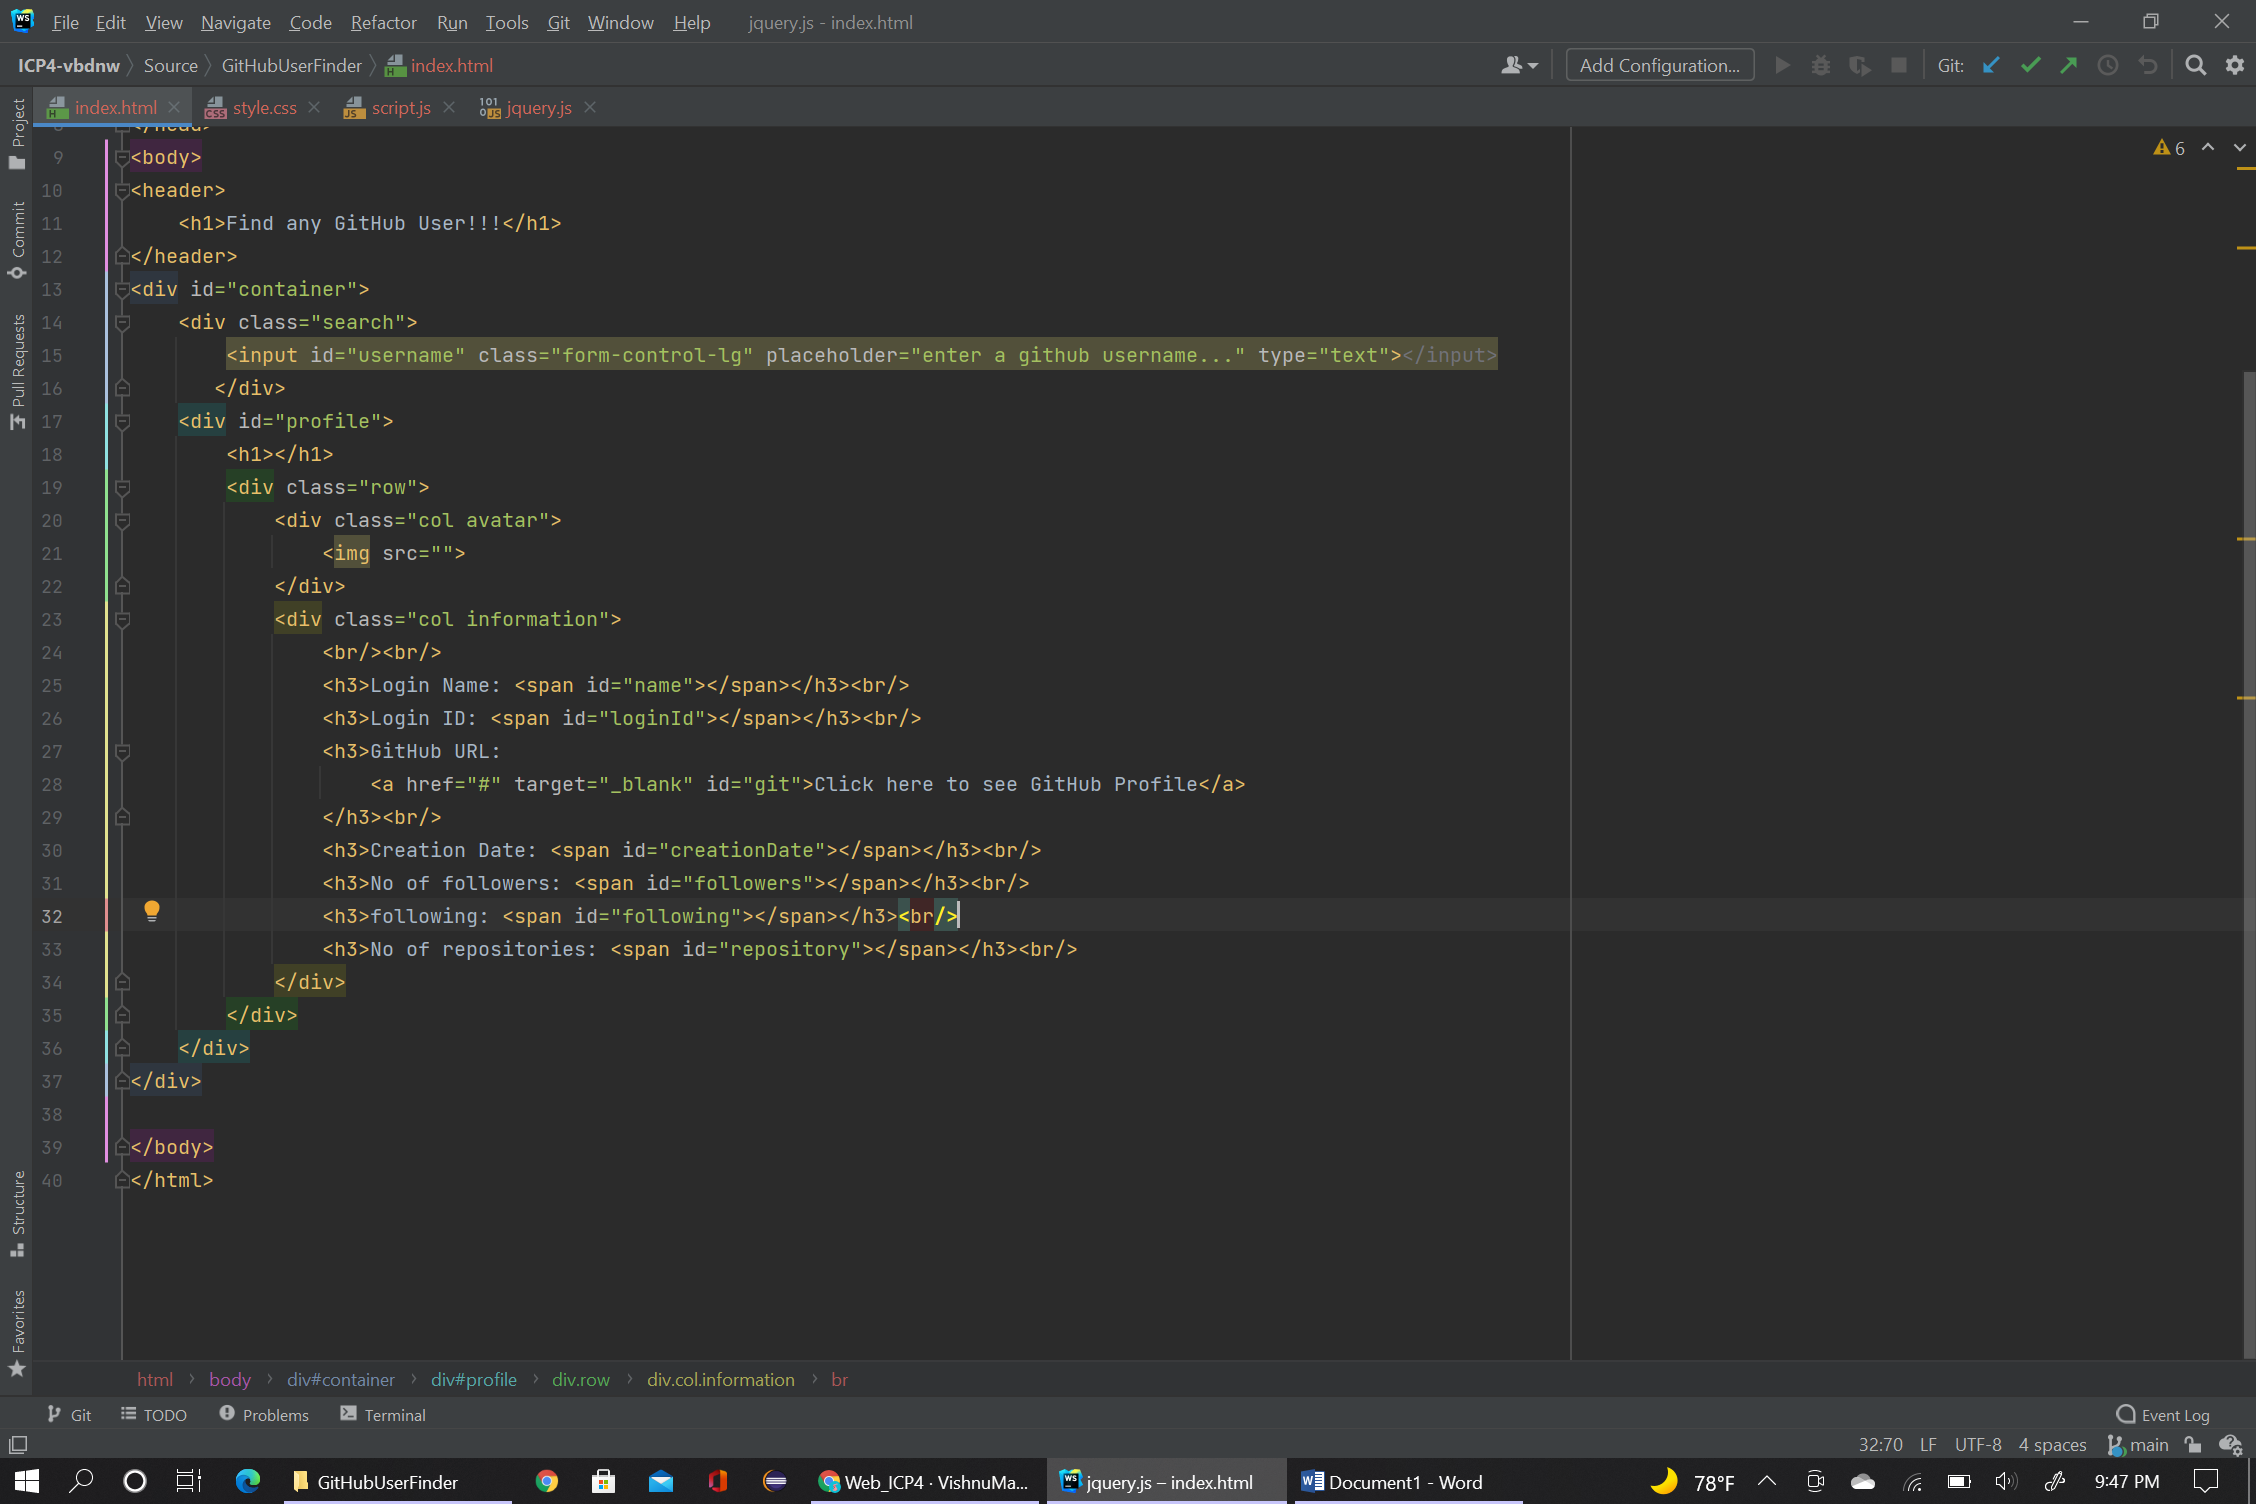 File Edit View Navigate Code Refactor Run Tools Git Window Help jquery.js - index.html
ICP4-vbdnw Source GitHubUserFinder index.html Add Configuration... Git:
index.html style.css script.js jquery.js
Project
Commit
Pull Requests
Structure
Favorites
6
9 <body>
10 <header>
11 <h1>Find any GitHub User!!!</h1>
12 </header>
13 <div id="container">
14 <div class="search">
15 <input id="username" class="form-control-lg" placeholder="enter a github username..." type="text"></input>
16 </div>
17 <div id="profile">
18 <h1></h1>
19 <div class="row">
20 <div class="col avatar">
21 <img src="">
22 </div>
23 <div class="col information">
24 <br/><br/>
25 <h3>Login Name: <span id="name"></span></h3><br/>
26 <h3>Login ID: <span id="loginId"></span></h3><br/>
27 <h3>GitHub URL:
28 <a href="#" target="_blank" id="git">Click here to see GitHub Profile</a>
29 </h3><br/>
30 <h3>Creation Date: <span id="creationDate"></span></h3><br/>
31 <h3>No of followers: <span id="followers"></span></h3><br/>
32 <h3>following: <span id="following"></span></h3><br/>
33 <h3>No of repositories: <span id="repository"></span></h3><br/>
34 </div>
35 </div>
36 </div>
37 </div>
38
39 </body>
40 </html>
html body div#container div#profile div.row div.col.information br
Git TODO Problems Terminal Event Log
32:70 LF UTF-8 4 spaces main
GitHubUserFinder Web_ICP4 · VishnuMa... jquery.js – index.html Document1 - Word 78°F 9:47 PM